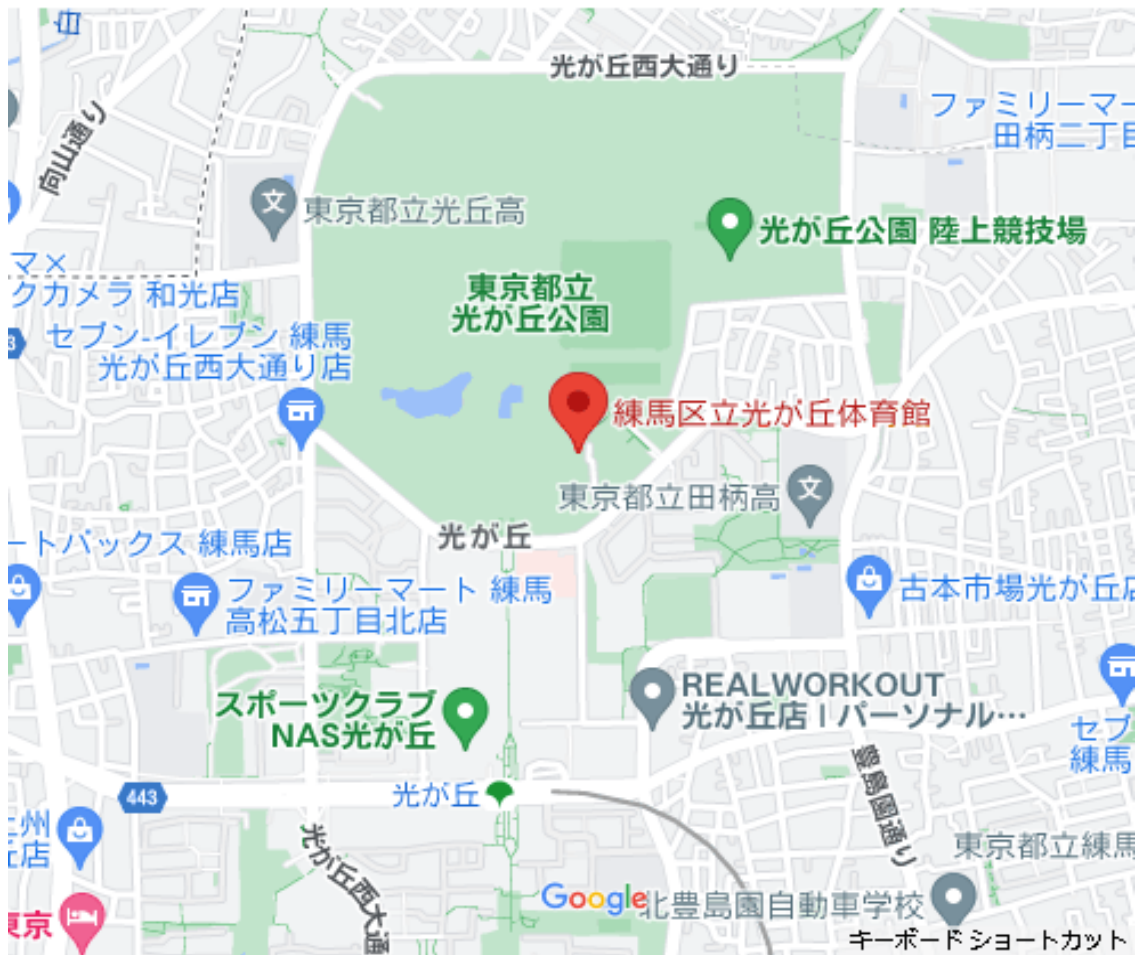 白
光が丘西大通り
向山通り
ファミリーマー
田柄二丁目
東京都立光丘高
光が丘公園 陸上競技場
マ×
クカメラ 和光店
東京都立
光が丘公園
セブン-イレブン 練馬
光が丘西大通り店
3
練馬区立光が丘体育館
東京都立田柄高
光が丘
ートバックス 練馬店
ファミリーマート 練馬
高松五丁目北店
古本市場光が丘店
スポーツクラブ
NAS光が丘
REALWORKOUT
光が丘店 | パーソナル…
セブ
練馬
443
光が丘
豊島園通り
州
丘店
光が丘西大通
東京都立練馬
東京
Google
北豊島園自動車学校
キーボード ショートカット